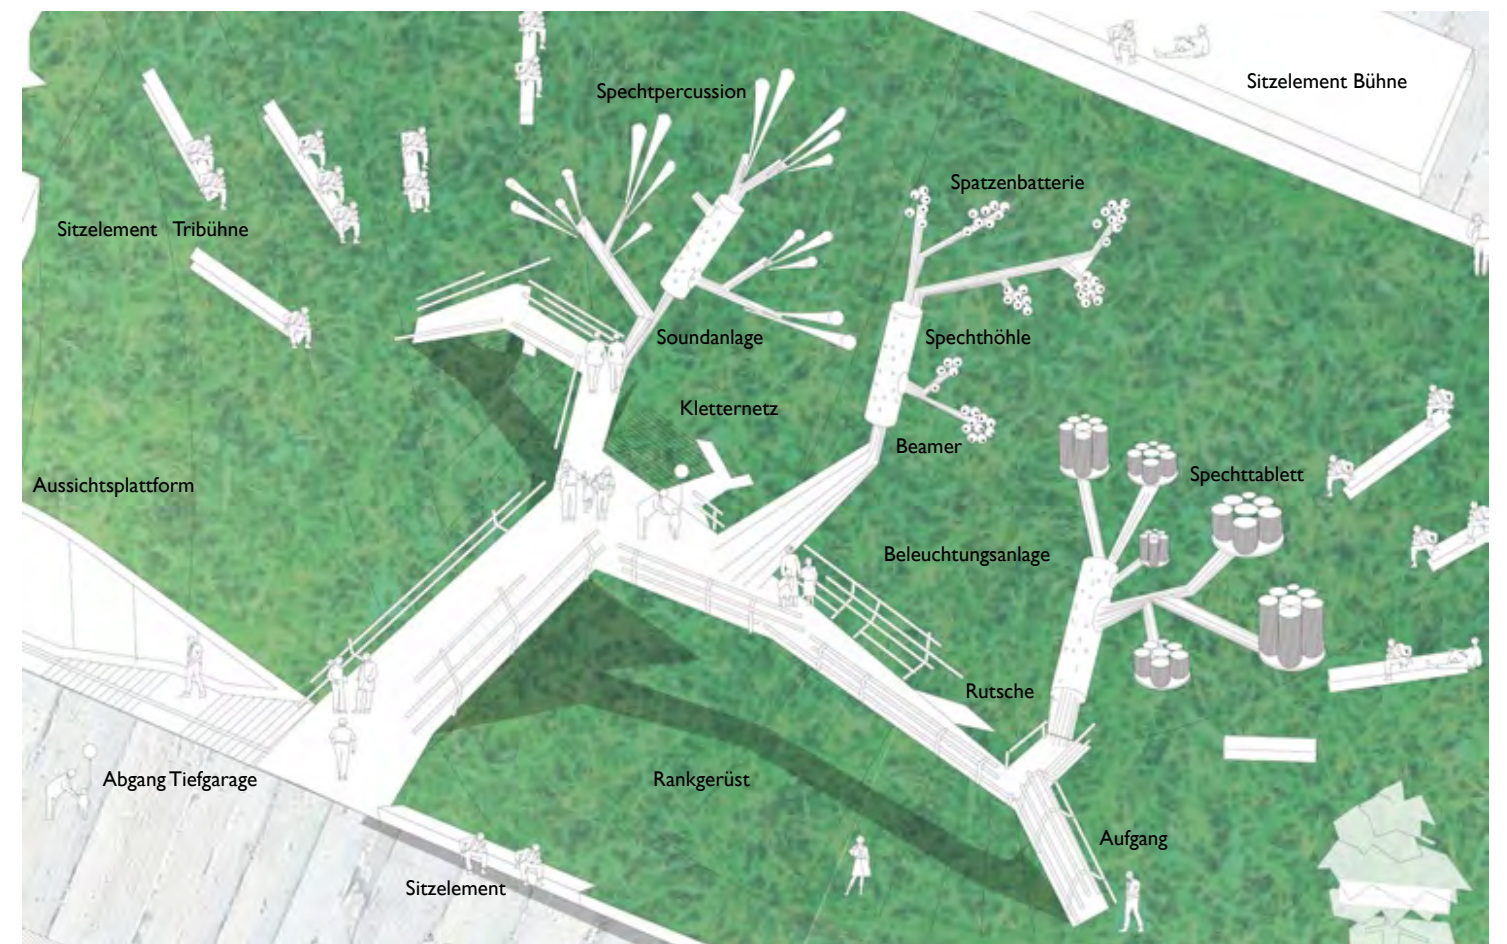 Sitzelement Bühne
Spechtpercussion
Spatzenbatterie
Sitzelement Tribühne
Soundanlage
Spechthöhle
Kletternetz
Beamer
Spechttablett
Aussichtsplattform
Beleuchtungsanlage
Rutsche
Abgang Tiefgarage
Rankgerüst
Aufgang
Sitzelement